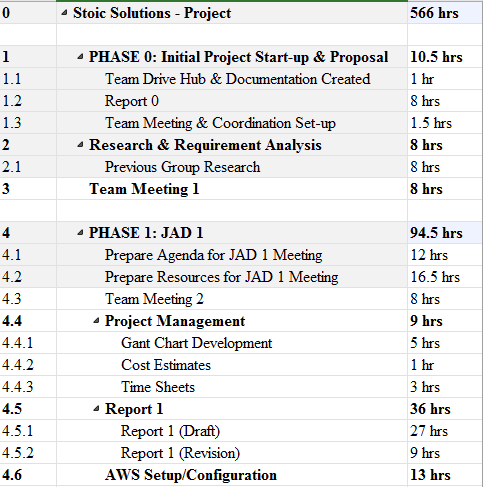 0 Stoic Solutions - Project 566 hrs
1 PHASE 0: Initial Project Start-up & Proposal 10.5 hrs
1.1 Team Drive Hub & Documentation Created 1 hr
1.2 Report 0 8 hrs
1.3 Team Meeting & Coordination Set-up 1.5 hrs
2 Research & Requirement Analysis 8 hrs
2.1 Previous Group Research 8 hrs
3 Team Meeting 1 8 hrs
4 PHASE 1: JAD 1 94.5 hrs
4.1 Prepare Agenda for JAD 1 Meeting 12 hrs
4.2 Prepare Resources for JAD 1 Meeting 16.5 hrs
4.3 Team Meeting 2 8 hrs
4.4 Project Management 9 hrs
4.4.1 Gant Chart Development 5 hrs
4.4.2 Cost Estimates 1 hr
4.4.3 Time Sheets 3 hrs
4.5 Report 1 36 hrs
4.5.1 Report 1 (Draft) 27 hrs
4.5.2 Report 1 (Revision) 9 hrs
4.6 AWS Setup/Configuration 13 hrs